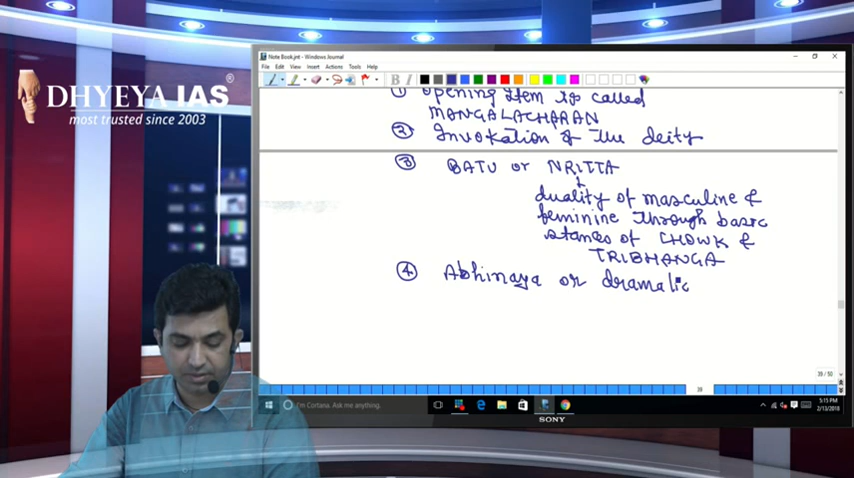 DHYEYA IAS®
most trusted since 2003
Note Book.jnt - Windows Journal
File Edit View Insert Actions Tools Help
① Opening item is called
MANGALACHARAN
② Invokation of the deity
③ BATU or NRITTA
duality of masculine &
feminine through basic
stances of CHOWK &
TRIBHANGA
④ Abhinaya or dramatic
39 / 50
38
I'm Cortana. Ask me anything.
5:15 PM
2/13/2018
SONY